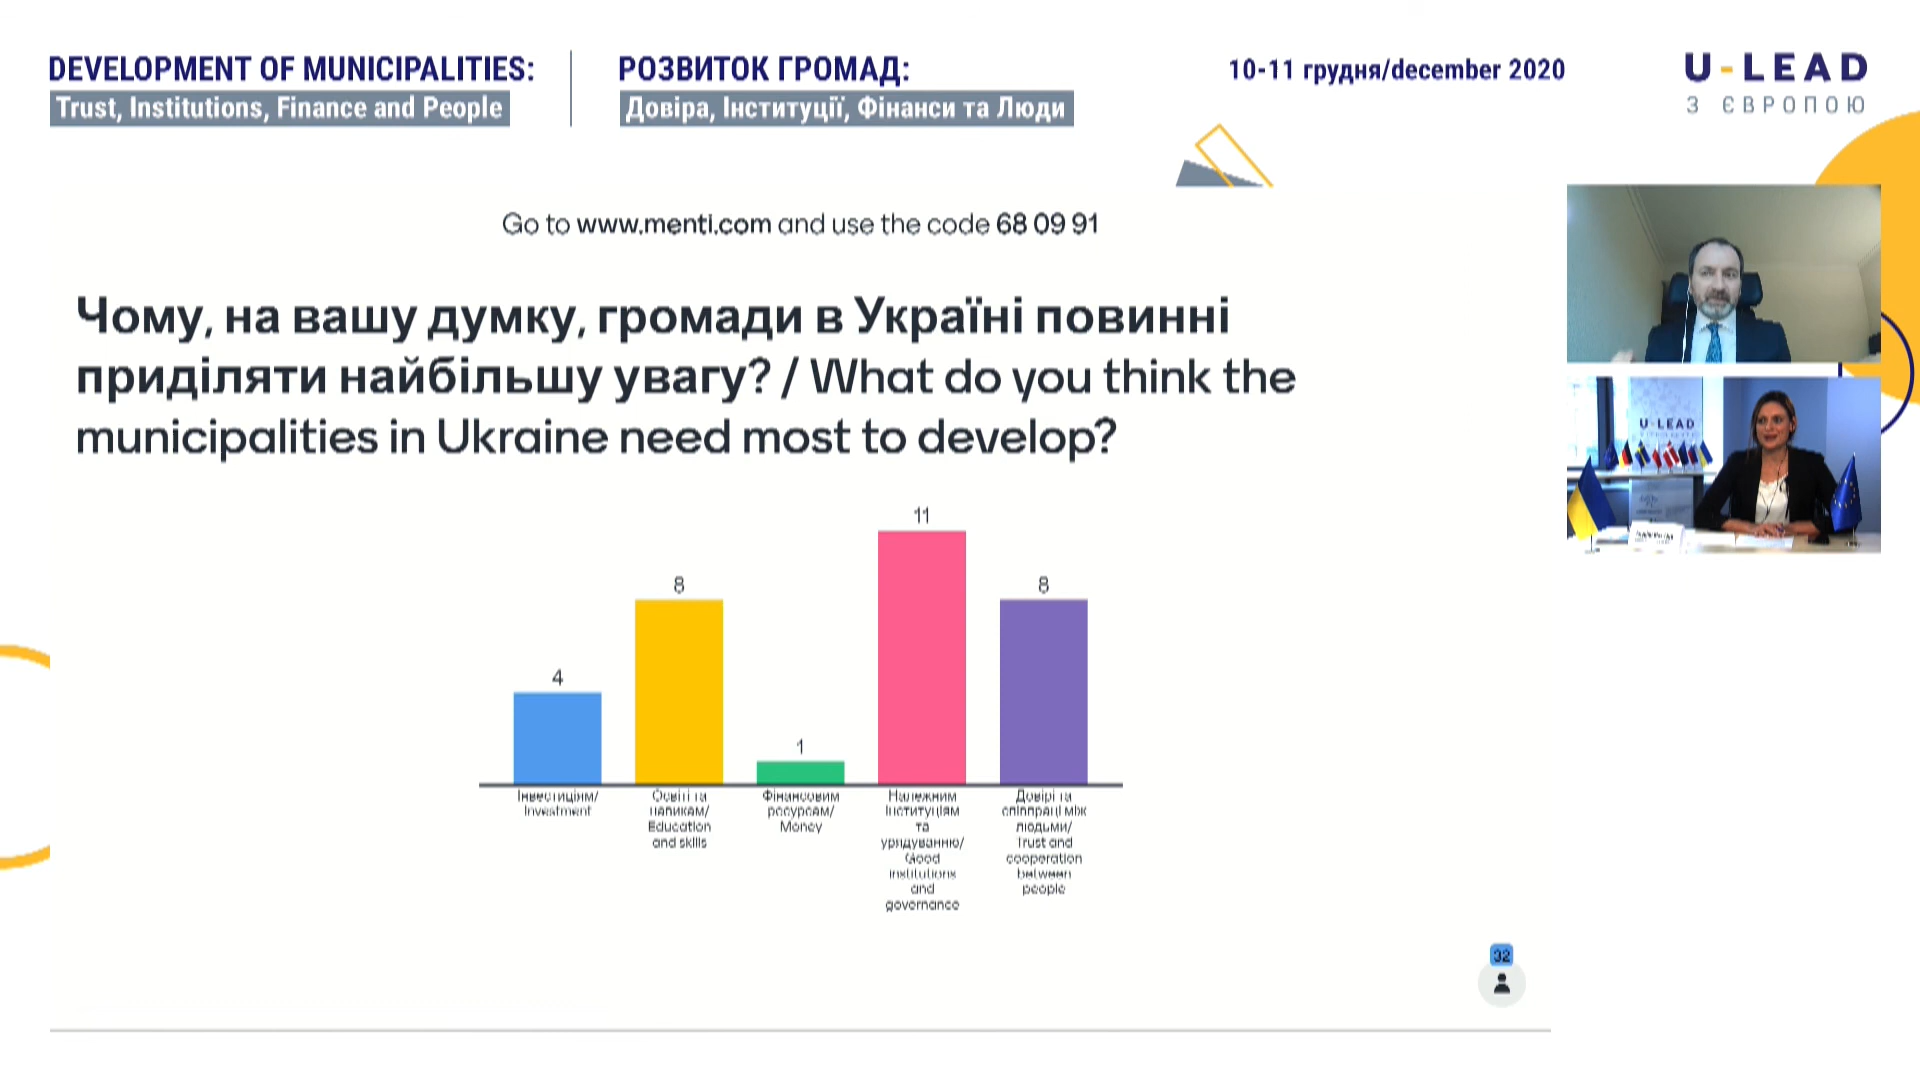 DEVELOPMENT OF MUNICIPALITIES:
Trust, Institutions, Finance and People
РОЗВИТОК ГРОМАД:
Довіра, Інституції, Фінанси та Люди
10-11 грудня/december 2020
U-LEAD
З ЄВРОПОЮ
Go to www.menti.com and use the code 68 09 91
Чому, на вашу думку, громади в Україні повинні
приділяти найбільшу увагу? / What do you think the
municipalities in Ukraine need most to develop?
4
8
1
11
8
Інвестиціям/
Investment
Освіті та
навикам/
Education
and skills
Фінансовим
ресурсам/
Money
Належним
інституціям
та
урядуванню/
Good
institutions
and
governance
Довірі та
співпраці між
людьми/
Trust and
cooperation
between
people
32
U-LEAD